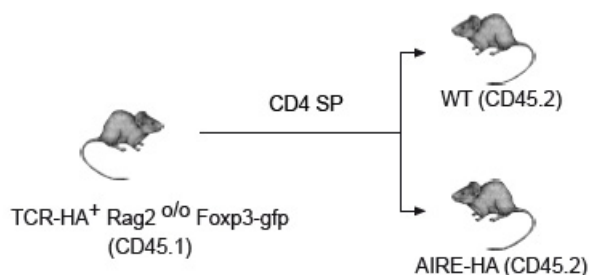 WT (CD45.2)
CD4 SP
TCR-HA⁺ Rag2 ᵒ/ᵒ Foxp3-gfp
(CD45.1)
AIRE-HA (CD45.2)